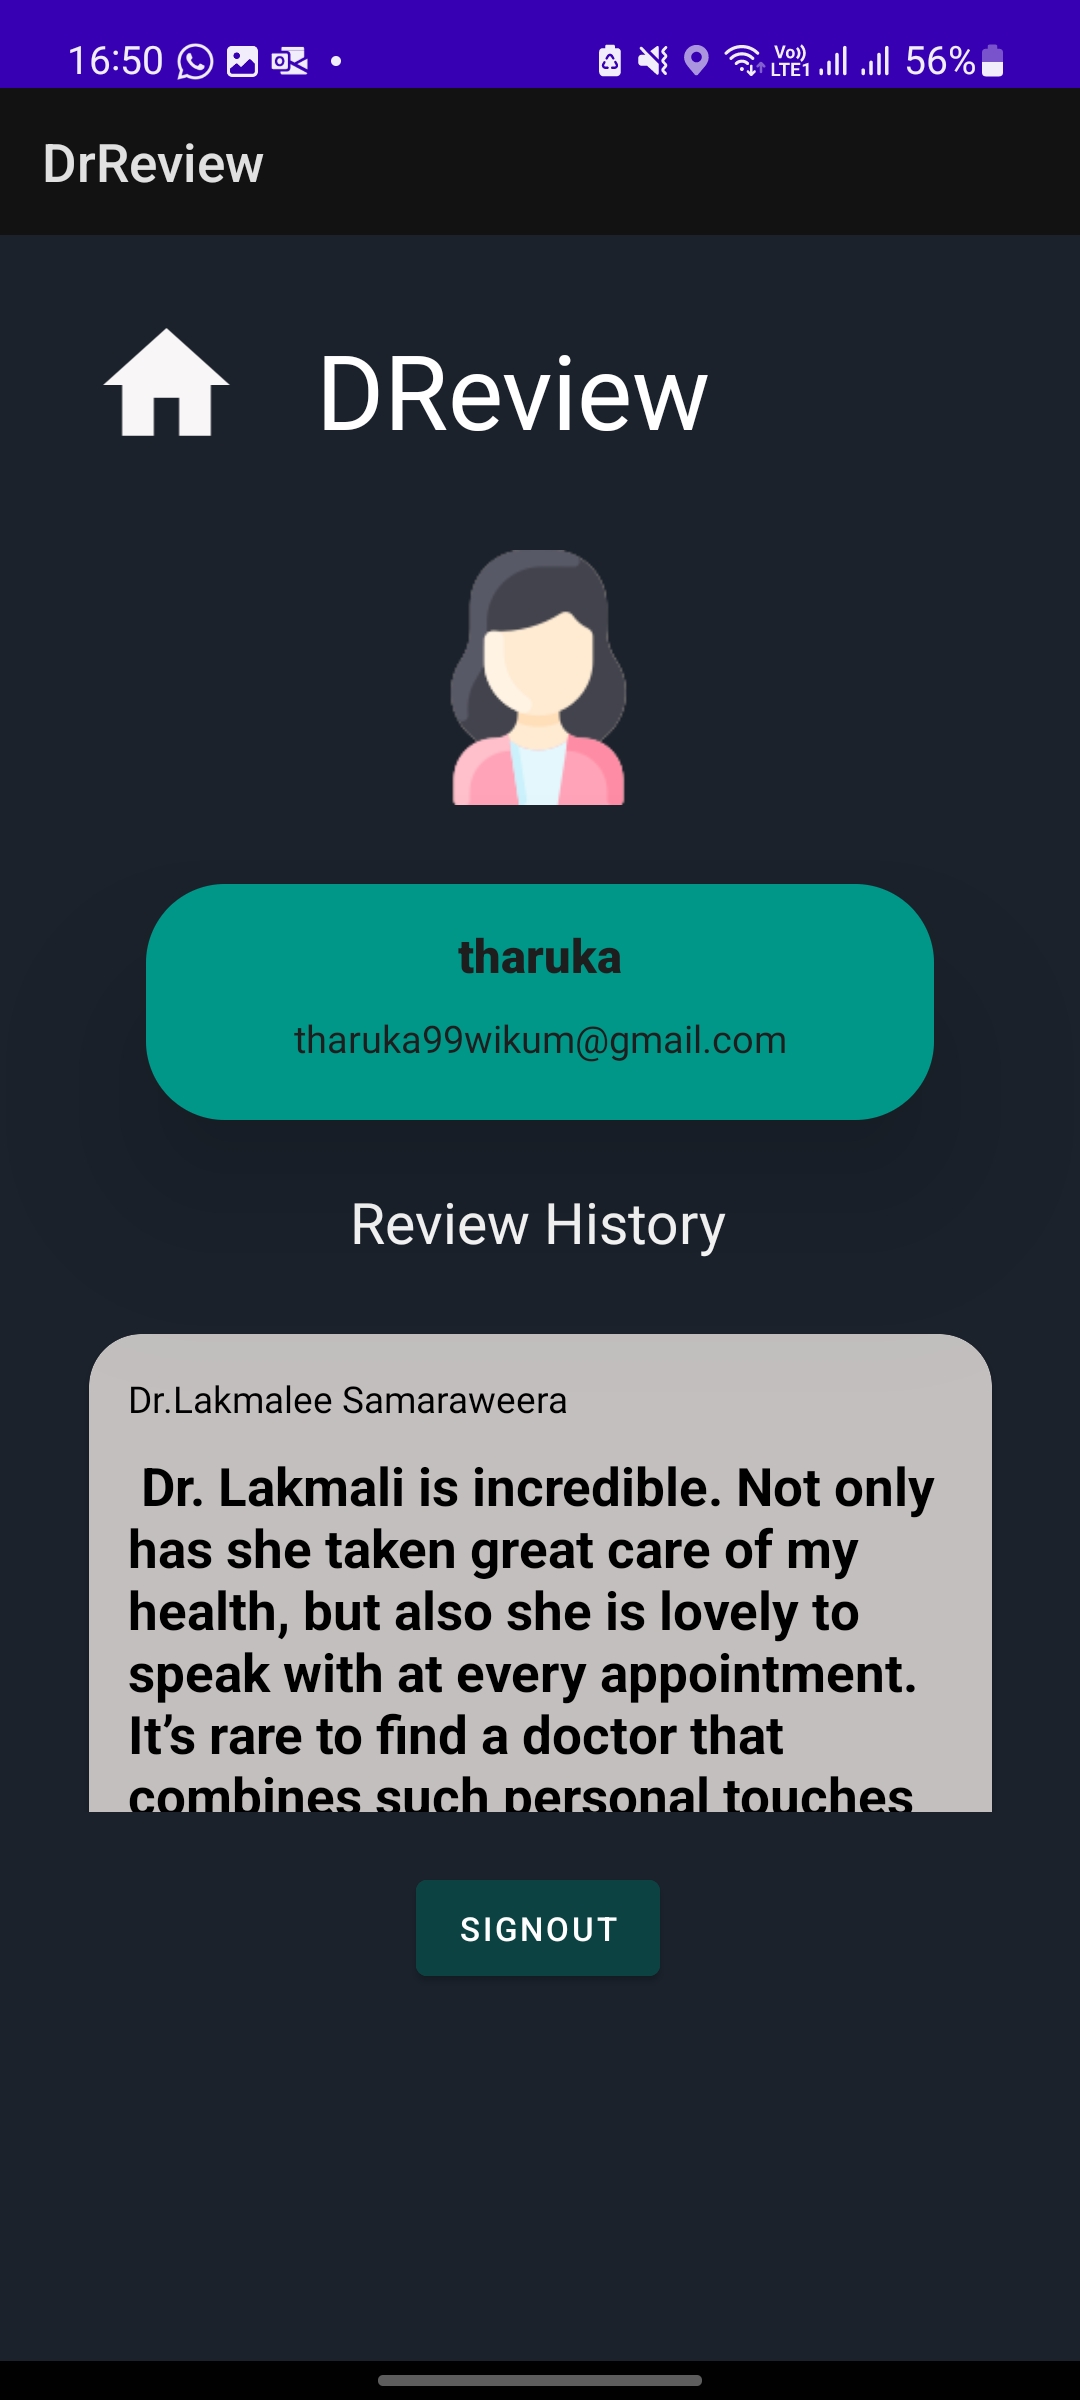 16:50
Vo))
LTE1
56%
DrReview
DReview
tharuka
tharuka99wikum@gmail.com
Review History
Dr.Lakmalee Samaraweera
Dr. Lakmali is incredible. Not only
has she taken great care of my
health, but also she is lovely to
speak with at every appointment.
It’s rare to find a doctor that
combines such personal touches
SIGNOUT